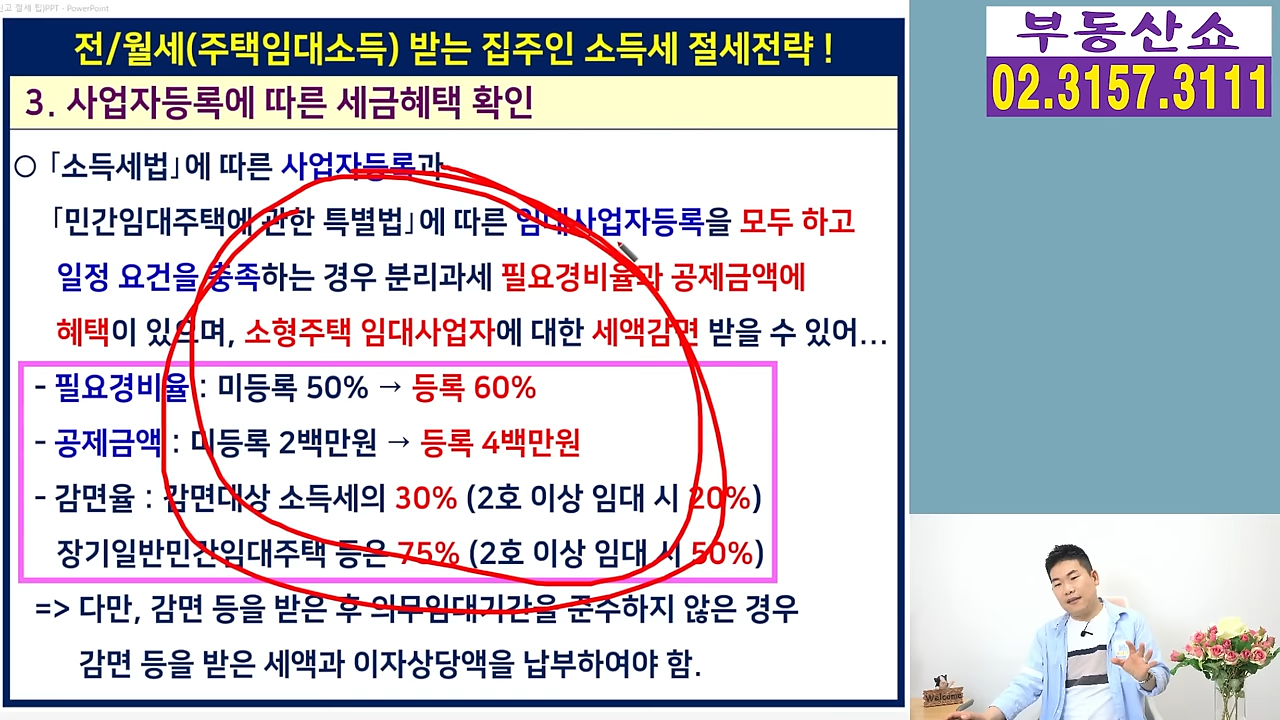 신고 절세 팁]PPT - PowerPoint
전/월세(주택임대소득) 받는 집주인 소득세 절세전략 !
3. 사업자등록에 따른 세금혜택 확인
○ 「소득세법」에 따른 사업자등록과
「민간임대주택에 관한 특별법」에 따른 임대사업자등록을 모두 하고
일정 요건을 충족하는 경우 분리과세 필요경비율과 공제금액에
혜택이 있으며, 소형주택 임대사업자에 대한 세액감면 받을 수 있어...
- 필요경비율 : 미등록 50% → 등록 60%
- 공제금액 : 미등록 2백만원 → 등록 4백만원
- 감면율 : 감면대상 소득세의 30% (2호 이상 임대 시 20%)
장기일반민간임대주택 등은 75% (2호 이상 임대 시 50%)
=> 다만, 감면 등을 받은 후 의무임대기간을 준수하지 않은 경우
감면 등을 받은 세액과 이자상당액을 납부하여야 함.
부동산쇼
02.3157.3111
Welcome